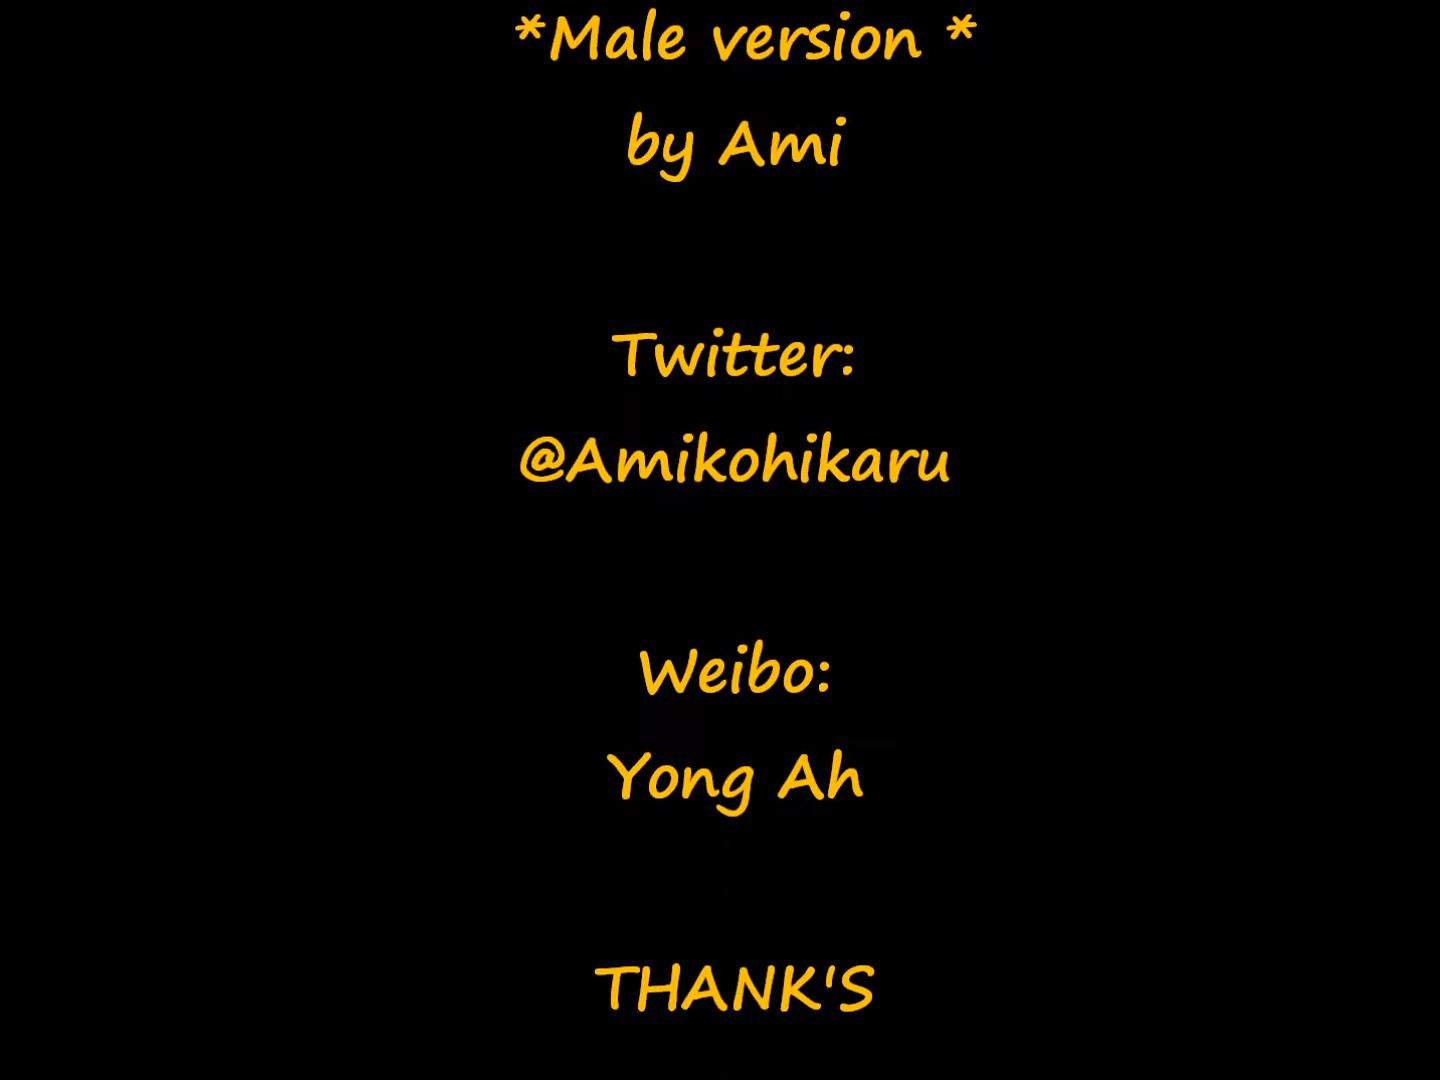 *Male version *
by Ami
Twitter:
@Amikohikaru
Weibo:
Yong Ah
THANK'S